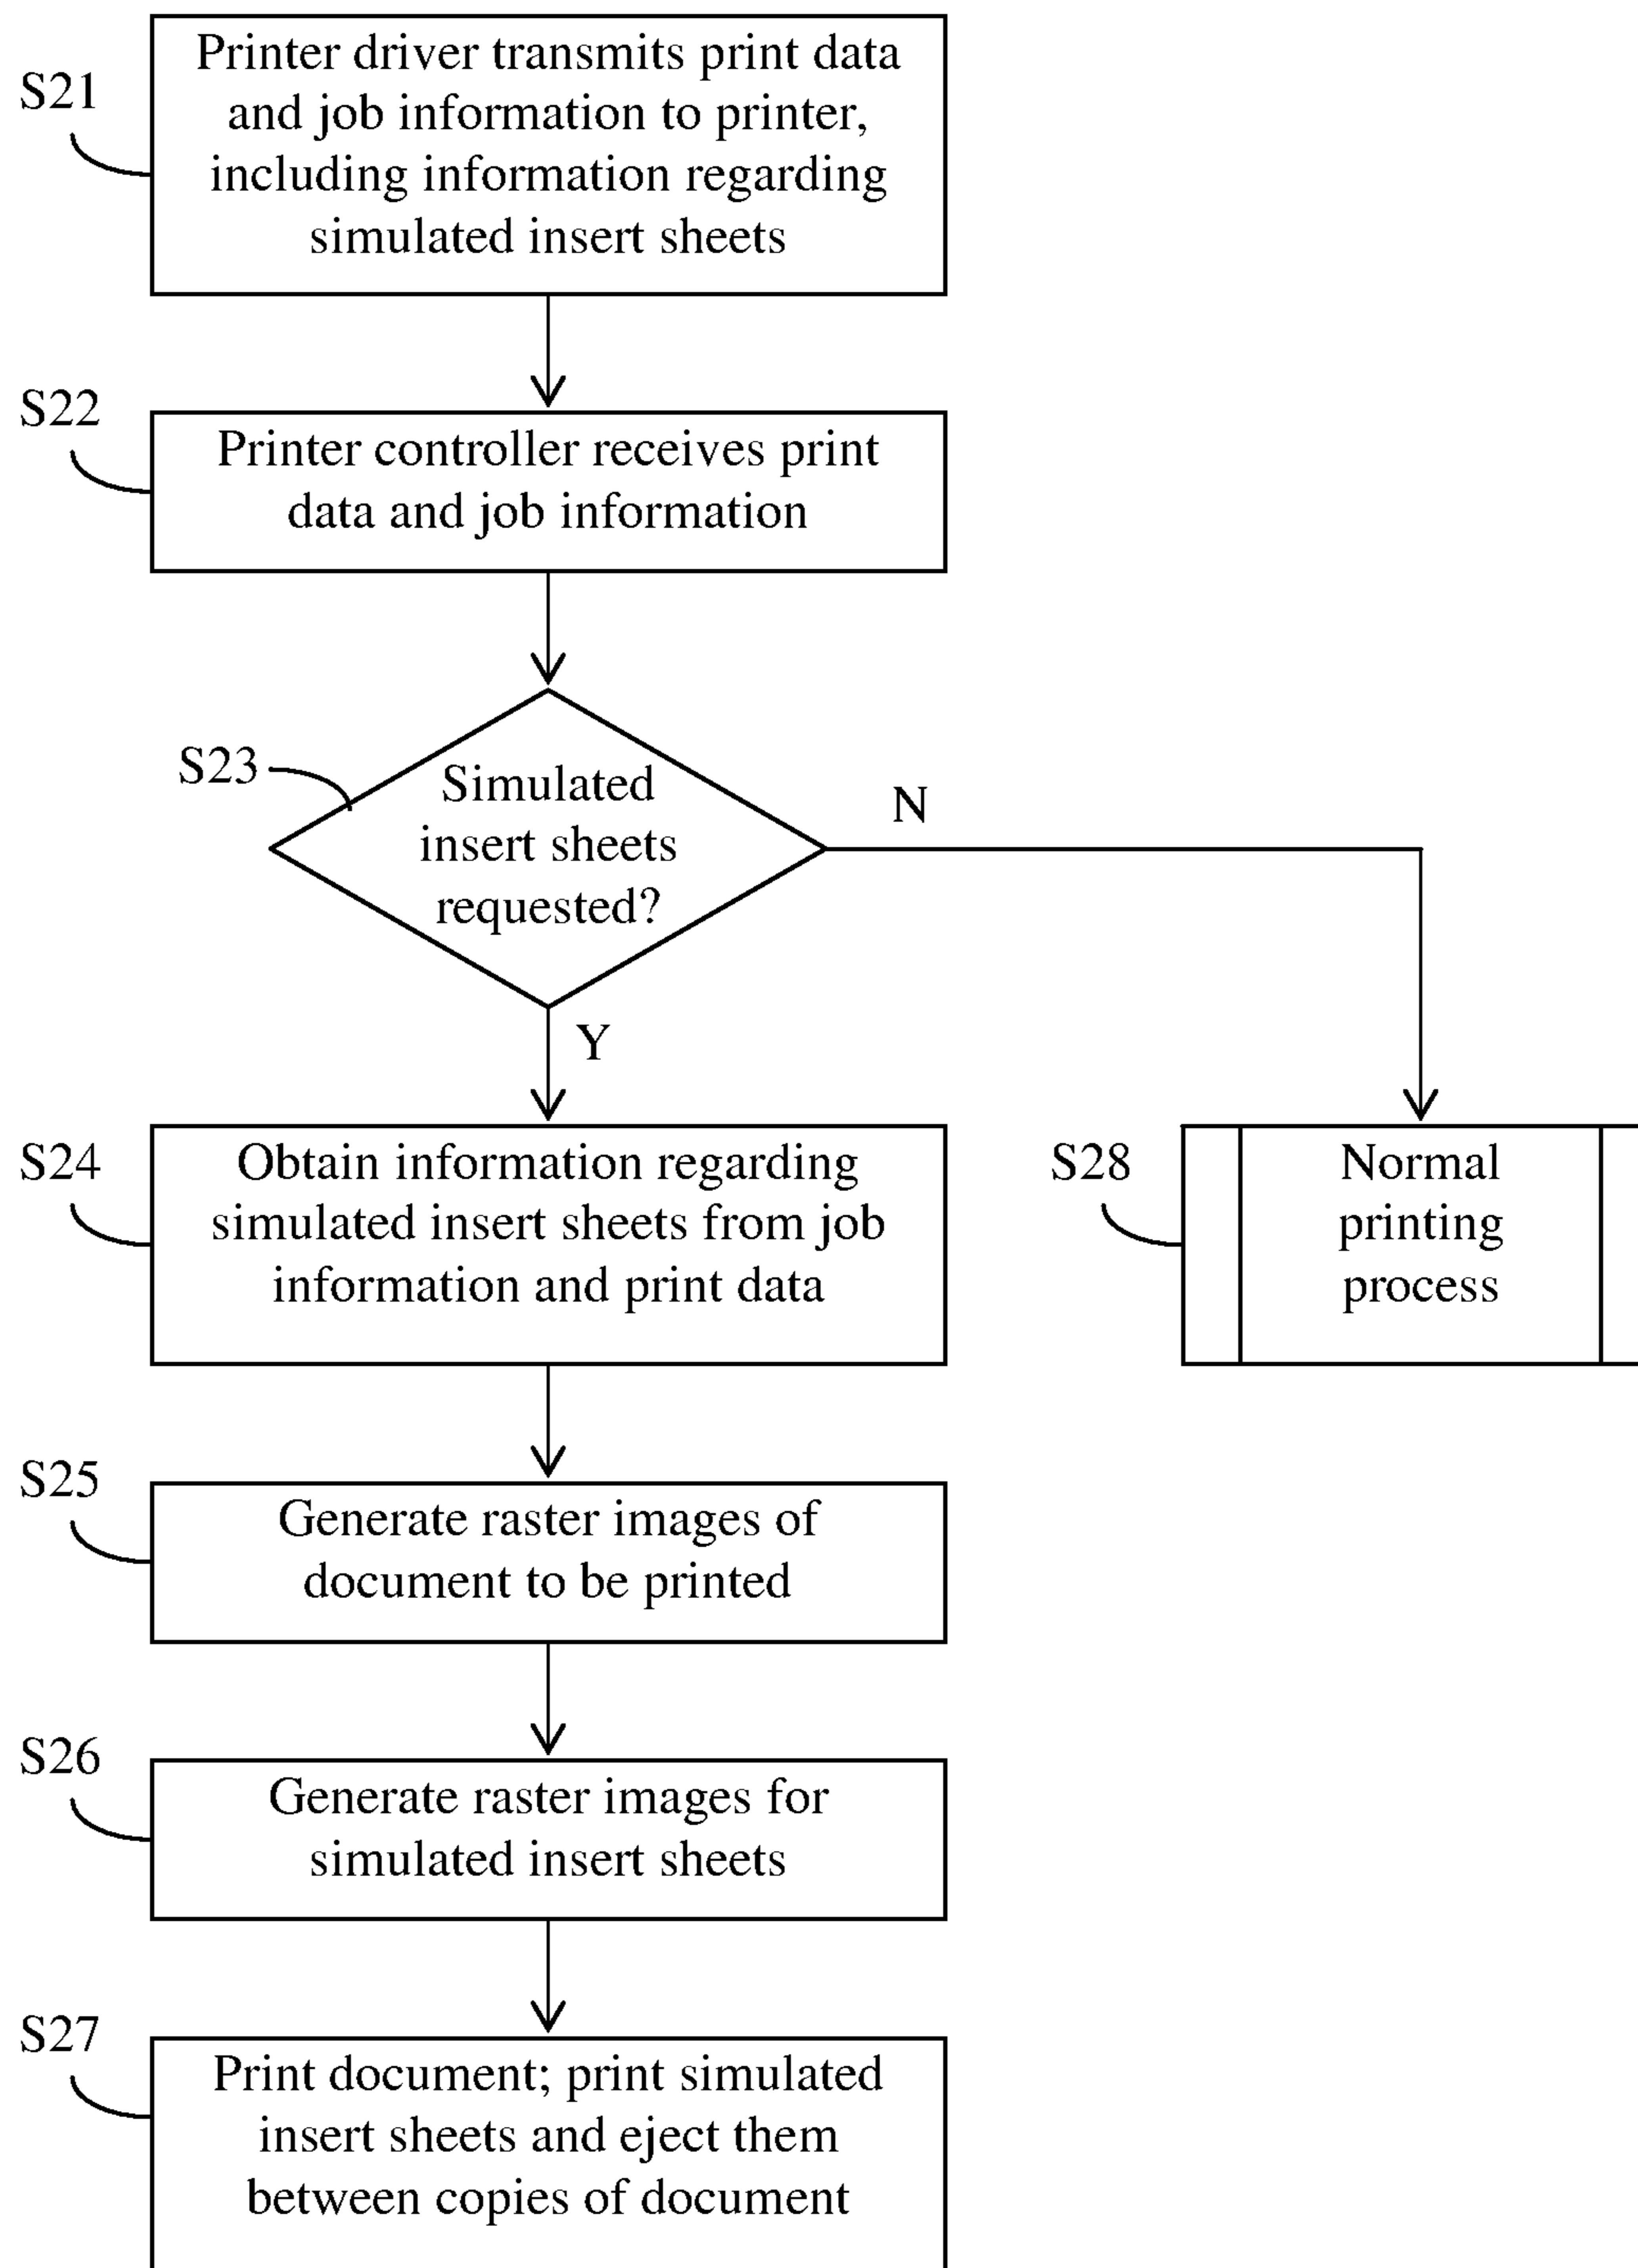 S21
Printer driver transmits print data
and job information to printer,
including information regarding
simulated insert sheets
S22
Printer controller receives print
data and job information
S23
Simulated
insert sheets
requested?
N
Y
S24
Obtain information regarding
simulated insert sheets from job
information and print data
S28
Normal
printing
process
S25
Generate raster images of
document to be printed
S26
Generate raster images for
simulated insert sheets
S27
Print document; print simulated
insert sheets and eject them
between copies of document